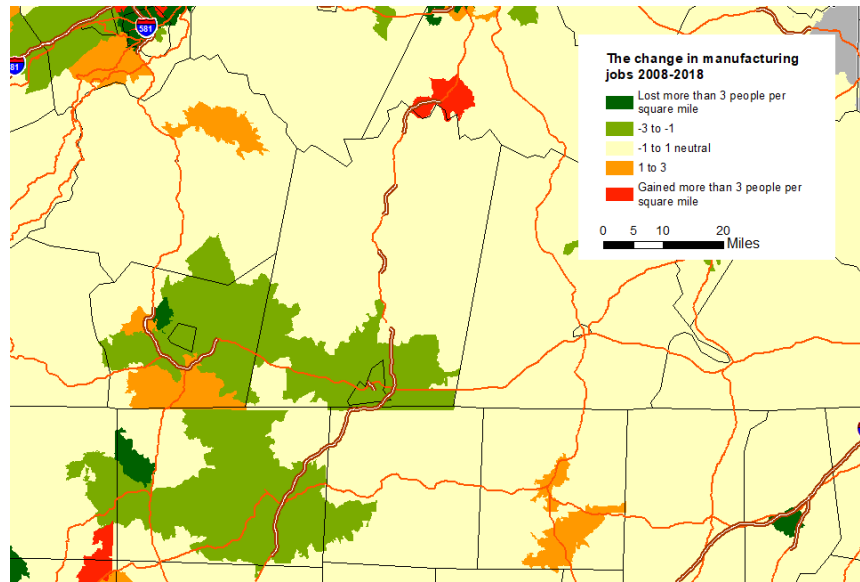 581
81
The change in manufacturing
jobs 2008-2018
Lost more than 3 people per
square mile
-3 to -1
-1 to 1 neutral
1 to 3
Gained more than 3 people per
square mile
0 5 10 20
Miles